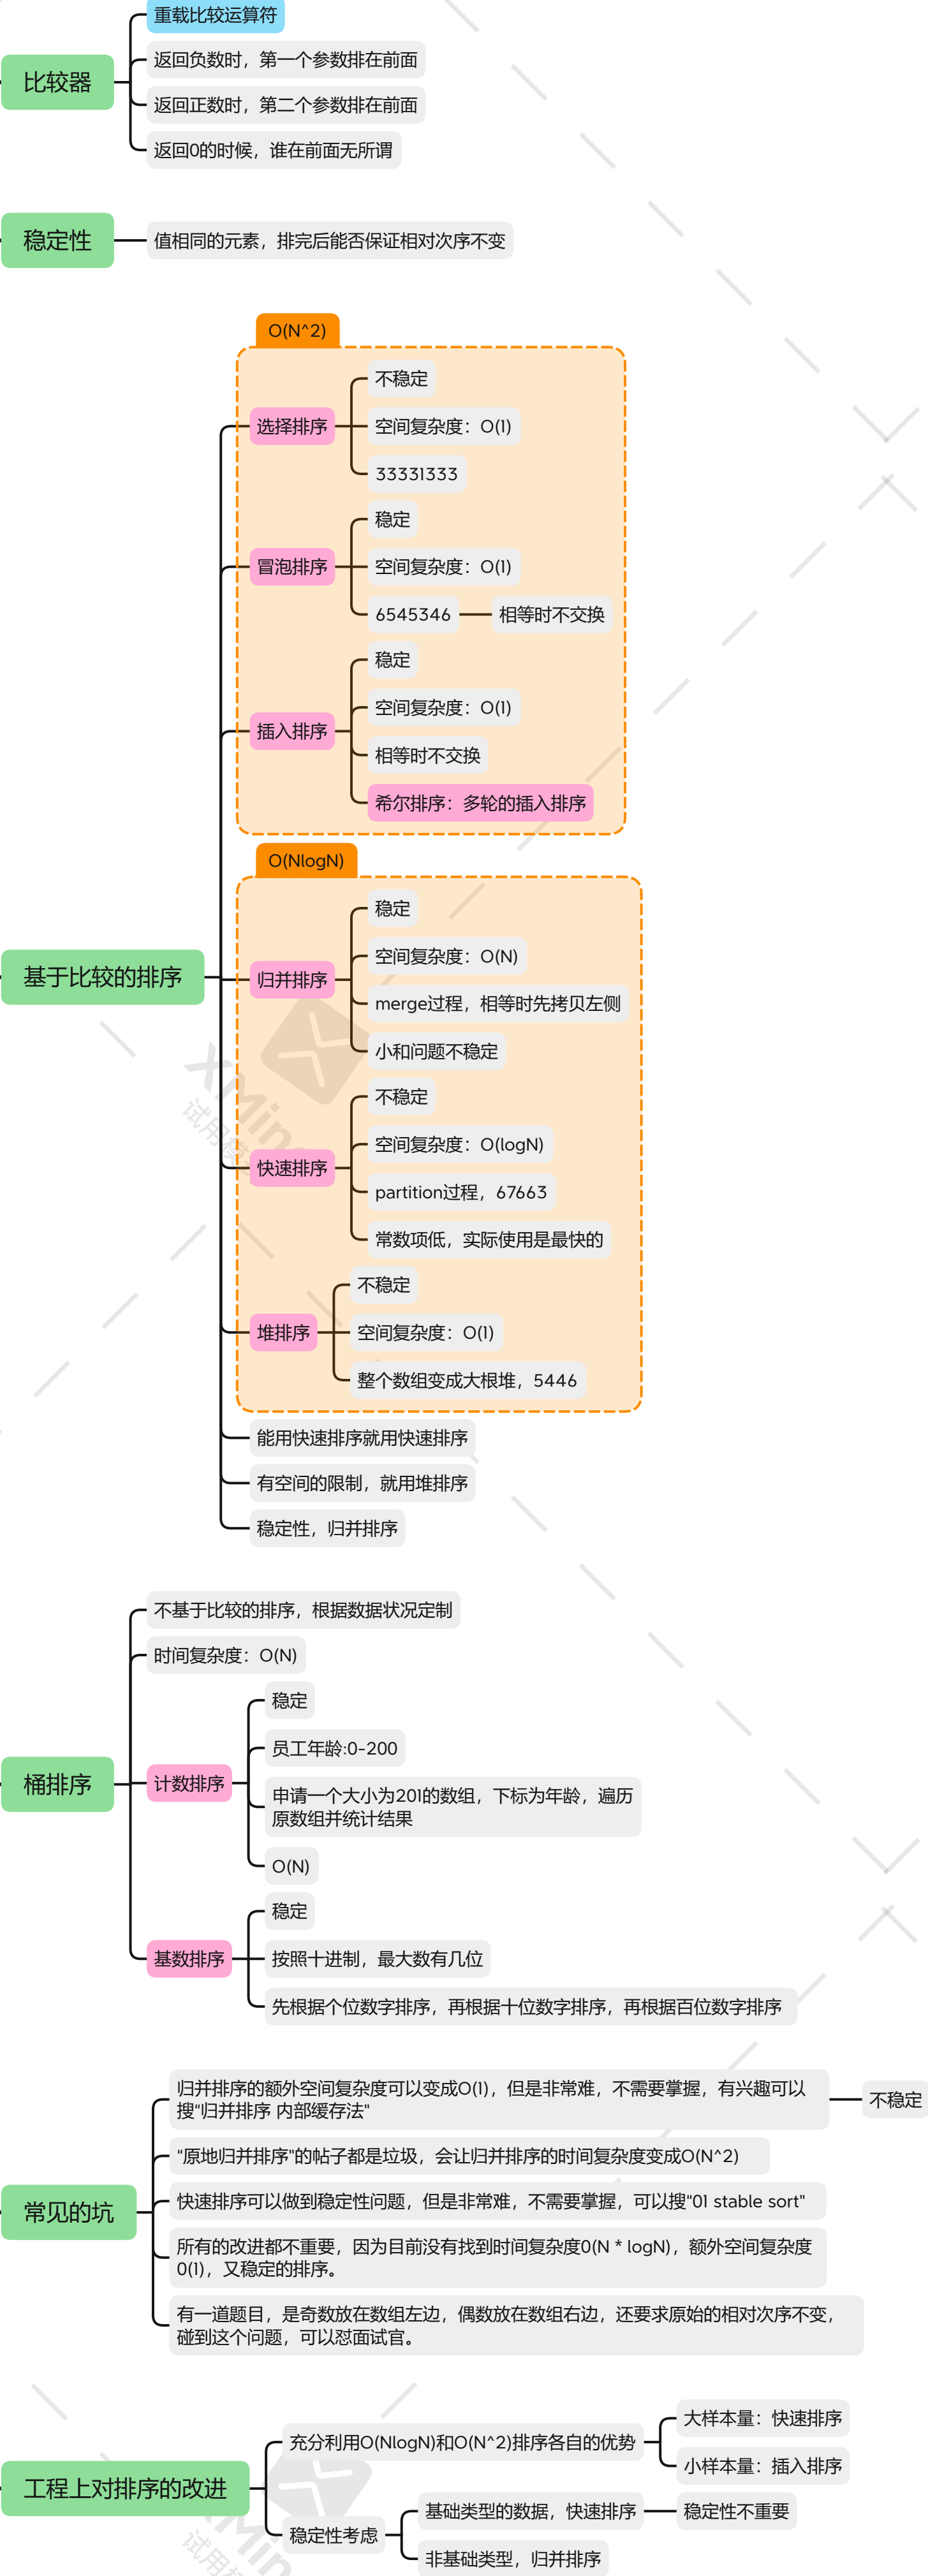 重载比较运算符
比较器
返回负数时，第一个参数排在前面
返回正数时，第二个参数排在前面
返回0的时候，谁在前面无所谓
稳定性
值相同的元素，排完后能否保证相对次序不变
基于比较的排序
O(N^2)
选择排序
不稳定
空间复杂度：O(1)
33331333
冒泡排序
稳定
空间复杂度：O(1)
6545346
相等时不交换
插入排序
稳定
空间复杂度：O(1)
相等时不交换
希尔排序：多轮的插入排序
O(NlogN)
归并排序
稳定
空间复杂度：O(N)
merge过程，相等时先拷贝左侧
小和问题不稳定
快速排序
不稳定
空间复杂度：O(logN)
partition过程，67663
常数项低，实际使用是最快的
堆排序
不稳定
空间复杂度：O(1)
整个数组变成大根堆，5446
能用快速排序就用快速排序
有空间的限制，就用堆排序
稳定性，归并排序
桶排序
不基于比较的排序，根据数据状况定制
时间复杂度：O(N)
计数排序
稳定
员工年龄:0-200
申请一个大小为201的数组，下标为年龄，遍历
原数组并统计结果
O(N)
基数排序
稳定
按照十进制，最大数有几位
先根据个位数字排序，再根据十位数字排序，再根据百位数字排序
常见的坑
归并排序的额外空间复杂度可以变成O(1)，但是非常难，不需要掌握，有兴趣可以
搜"归并排序 内部缓存法"
不稳定
"原地归并排序"的帖子都是垃圾，会让归并排序的时间复杂度变成O(N^2)
快速排序可以做到稳定性问题，但是非常难，不需要掌握，可以搜"01 stable sort"
所有的改进都不重要，因为目前没有找到时间复杂度0(N * logN)，额外空间复杂度
0(1)，又稳定的排序。
有一道题目，是奇数放在数组左边，偶数放在数组右边，还要求原始的相对次序不变，
碰到这个问题，可以怼面试官。
工程上对排序的改进
充分利用O(NlogN)和O(N^2)排序各自的优势
大样本量：快速排序
小样本量：插入排序
稳定性考虑
基础类型的数据，快速排序
稳定性不重要
非基础类型，归并排序
XMind
试用模
XMind
试用模